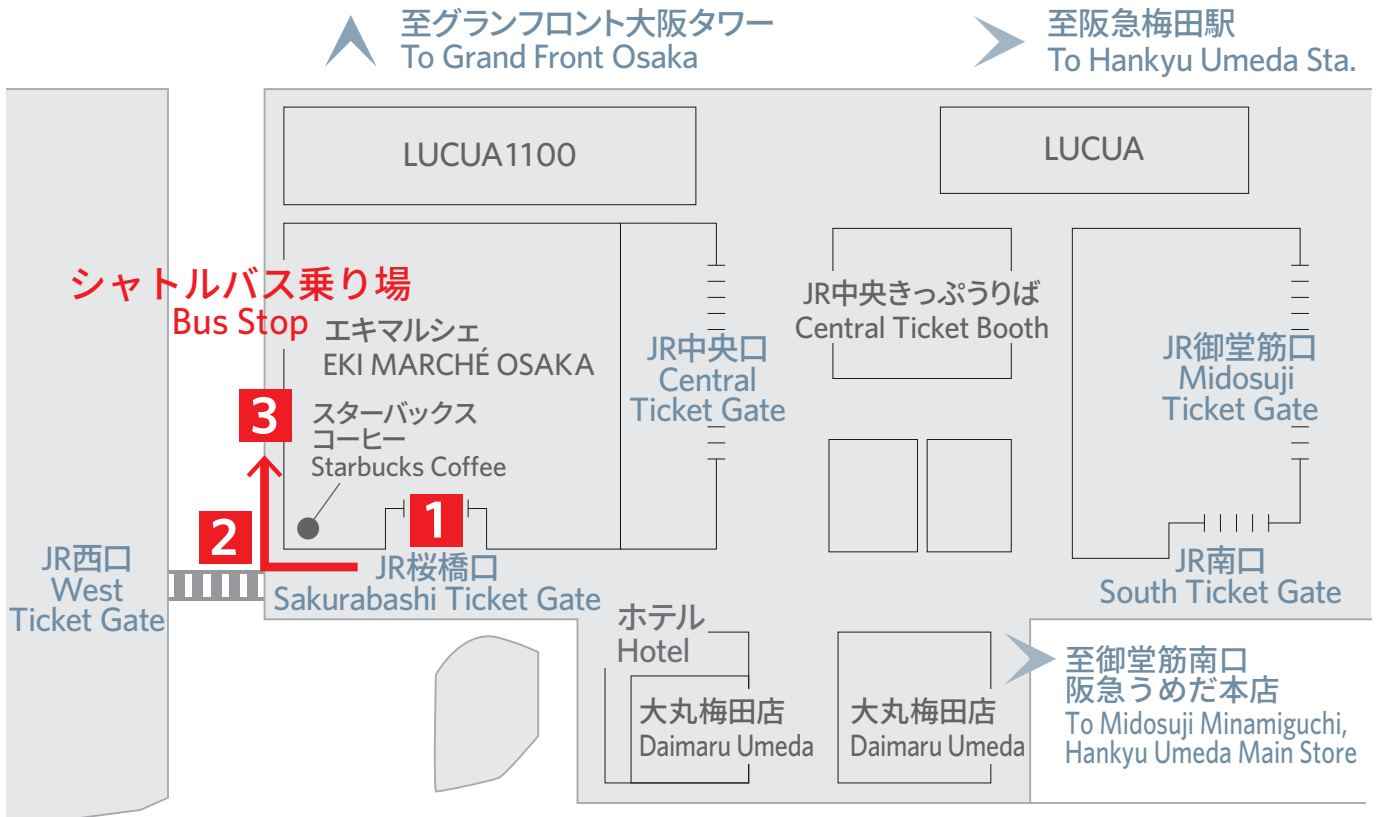 至グランフロント大阪タワー
To Grand Front Osaka
至阪急梅田駅
To Hankyu Umeda Sta.
LUCUA1100
LUCUA
シャトルバス乗り場
Bus Stop
エキマルシェ
EKI MARCHÉ OSAKA
JR中央口
Central
Ticket Gate
JR中央きっぷうりば
Central Ticket Booth
JR御堂筋口
Midosuji
Ticket Gate
3
スターバックス
コーヒー
Starbucks Coffee
1
2
JR西口
West
Ticket Gate
JR桜橋口
Sakurabashi Ticket Gate
JR南口
South Ticket Gate
ホテル
Hotel
大丸梅田店
Daimaru Umeda
大丸梅田店
Daimaru Umeda
至御堂筋南口
阪急うめだ本店
To Midosuji Minamiguchi,
Hankyu Umeda Main Store